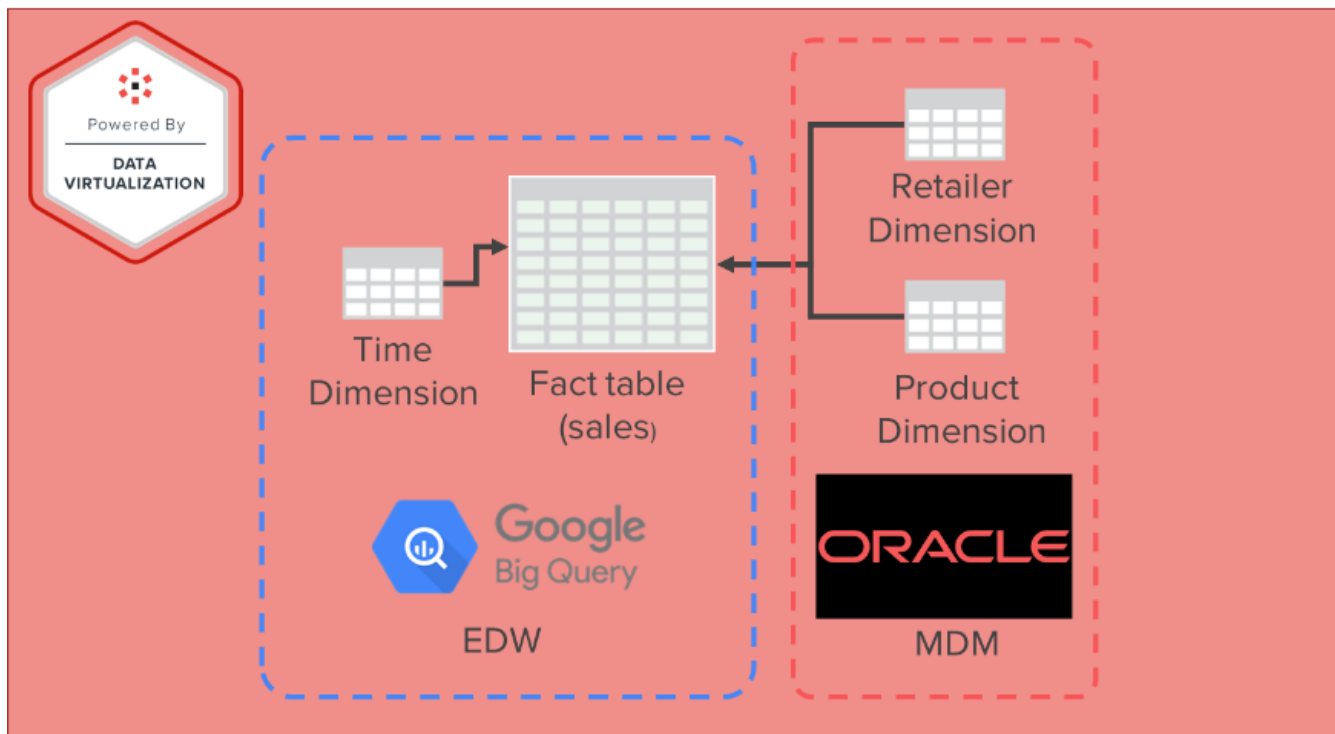 Powered By
DATA
VIRTUALIZATION
Time
Dimension
Fact table
(sales)
Google
Big Query
EDW
Retailer
Dimension
Product
Dimension
ORACLE
MDM